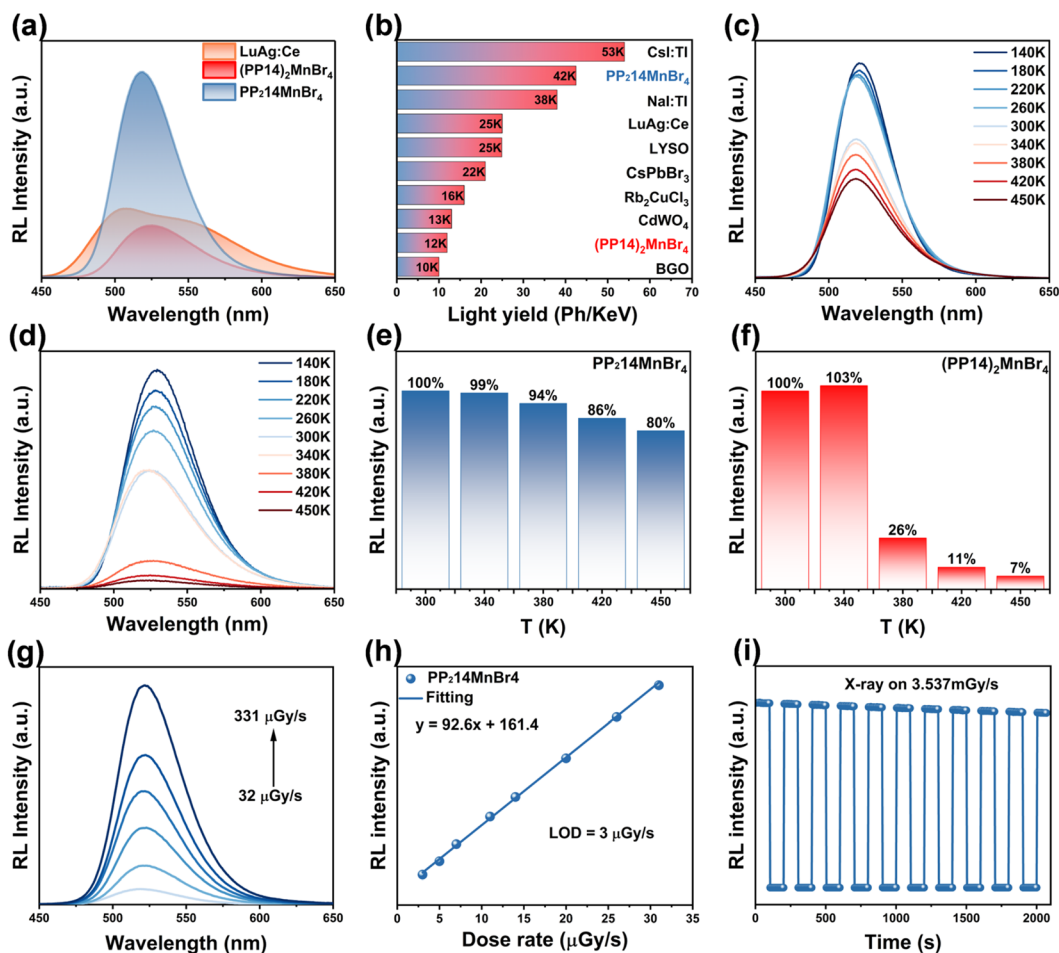 (a)
RL Intensity (a.u.)
LuAg:Ce
(PP14)₂MnBr₄
PP₂14MnBr₄
450 500 550 600 650
Wavelength (nm)
(b)
53K CsI:Tl
42K PP₂14MnBr₄
38K NaI:Tl
25K LuAg:Ce
25K LYSO
22K CsPbBr₃
16K Rb₂CuCl₃
13K CdWO₄
12K (PP14)₂MnBr₄
10K BGO
0 10 20 30 40 50 60 70
Light yield (Ph/KeV)
(c)
RL Intensity (a.u.)
140K
180K
220K
260K
300K
340K
380K
420K
450K
450 500 550 600 650
Wavelength (nm)
(d)
RL Intensity (a.u.)
140K
180K
220K
260K
300K
340K
380K
420K
450K
450 500 550 600 650
Wavelength (nm)
(e)
RL Intensity (a.u.)
PP₂14MnBr₄
100% 99% 94% 86% 80%
300 340 380 420 450
T (K)
(f)
RL Intensity (a.u.)
(PP14)₂MnBr₄
100% 103% 26% 11% 7%
300 340 380 420 450
T (K)
(g)
RL Intensity (a.u.)
331 μGy/s
32 μGy/s
450 500 550 600 650
Wavelength (nm)
(h)
RL Intensity (a.u.)
PP₂14MnBr4
Fitting
y = 92.6x + 161.4
LOD = 3 μGy/s
0 5 10 15 20 25 30 35
Dose rate (μGy/s)
(i)
RL intensity (a.u.)
X-ray on 3.537mGy/s
0 500 1000 1500 2000
Time (s)